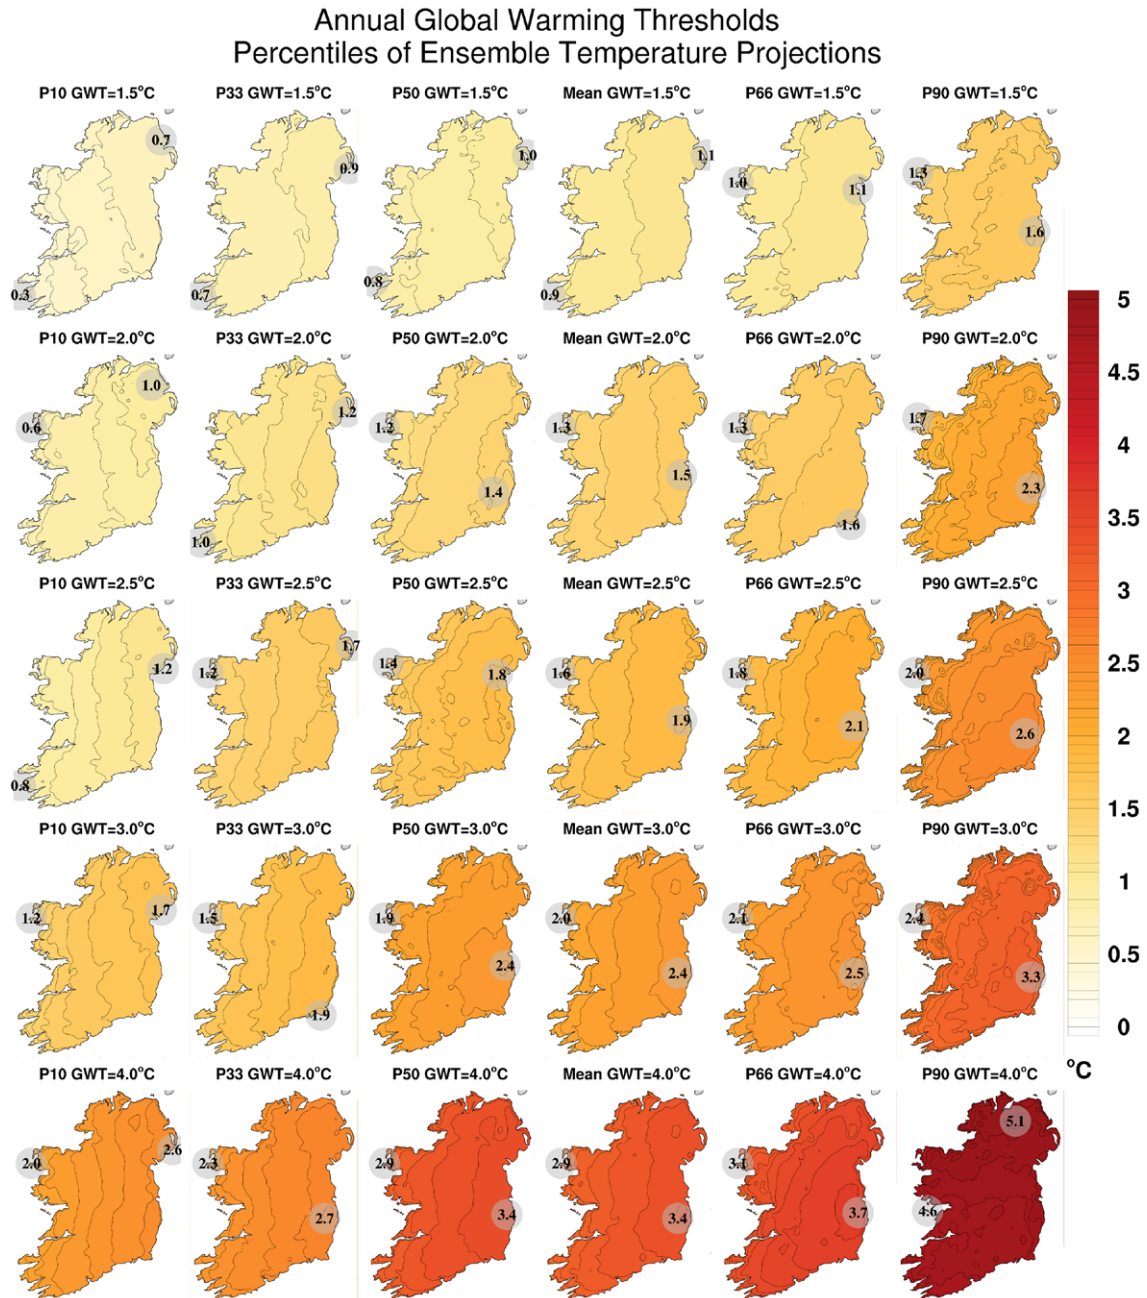 Annual Global Warming Thresholds
Percentiles of Ensemble Temperature Projections
P10 GWT=1.5°C P33 GWT=1.5°C P50 GWT=1.5°C Mean GWT=1.5°C P66 GWT=1.5°C P90 GWT=1.5°C
0.7 0.9 1.0 1.1 1.0 1.1 1.3 1.6
0.3 0.7 0.8 0.9
P10 GWT=2.0°C P33 GWT=2.0°C P50 GWT=2.0°C Mean GWT=2.0°C P66 GWT=2.0°C P90 GWT=2.0°C
0.6 1.0 1.2 1.2 1.3 1.3 1.7
1.0 1.4 1.5 1.6 2.3
P10 GWT=2.5°C P33 GWT=2.5°C P50 GWT=2.5°C Mean GWT=2.5°C P66 GWT=2.5°C P90 GWT=2.5°C
1.2 1.2 1.7 1.4 1.8 1.6 1.8 2.0
0.8 1.9 2.1 2.6
P10 GWT=3.0°C P33 GWT=3.0°C P50 GWT=3.0°C Mean GWT=3.0°C P66 GWT=3.0°C P90 GWT=3.0°C
1.2 1.7 1.5 1.9 2.0 2.1 2.4
1.9 2.4 2.4 2.5 3.3
P10 GWT=4.0°C P33 GWT=4.0°C P50 GWT=4.0°C Mean GWT=4.0°C P66 GWT=4.0°C P90 GWT=4.0°C
2.0 2.6 2.3 2.9 2.9 3.1 5.1
2.7 3.4 3.4 3.7 4.6
5
4.5
4
3.5
3
2.5
2
1.5
1
0.5
0
°C